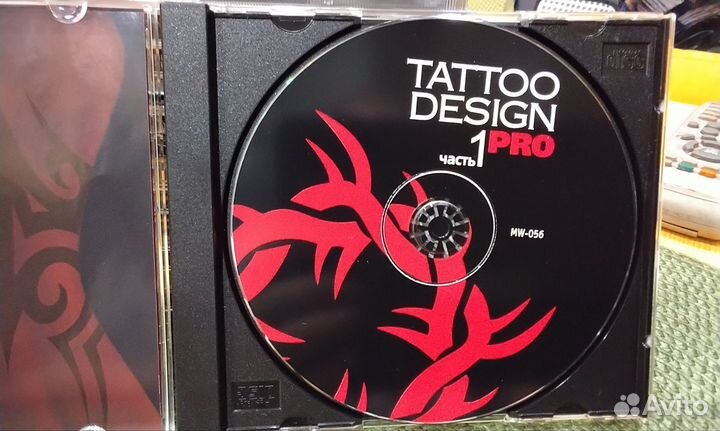 TATTOO
DESIGN
PRO
часть 1
MW-056
Avito